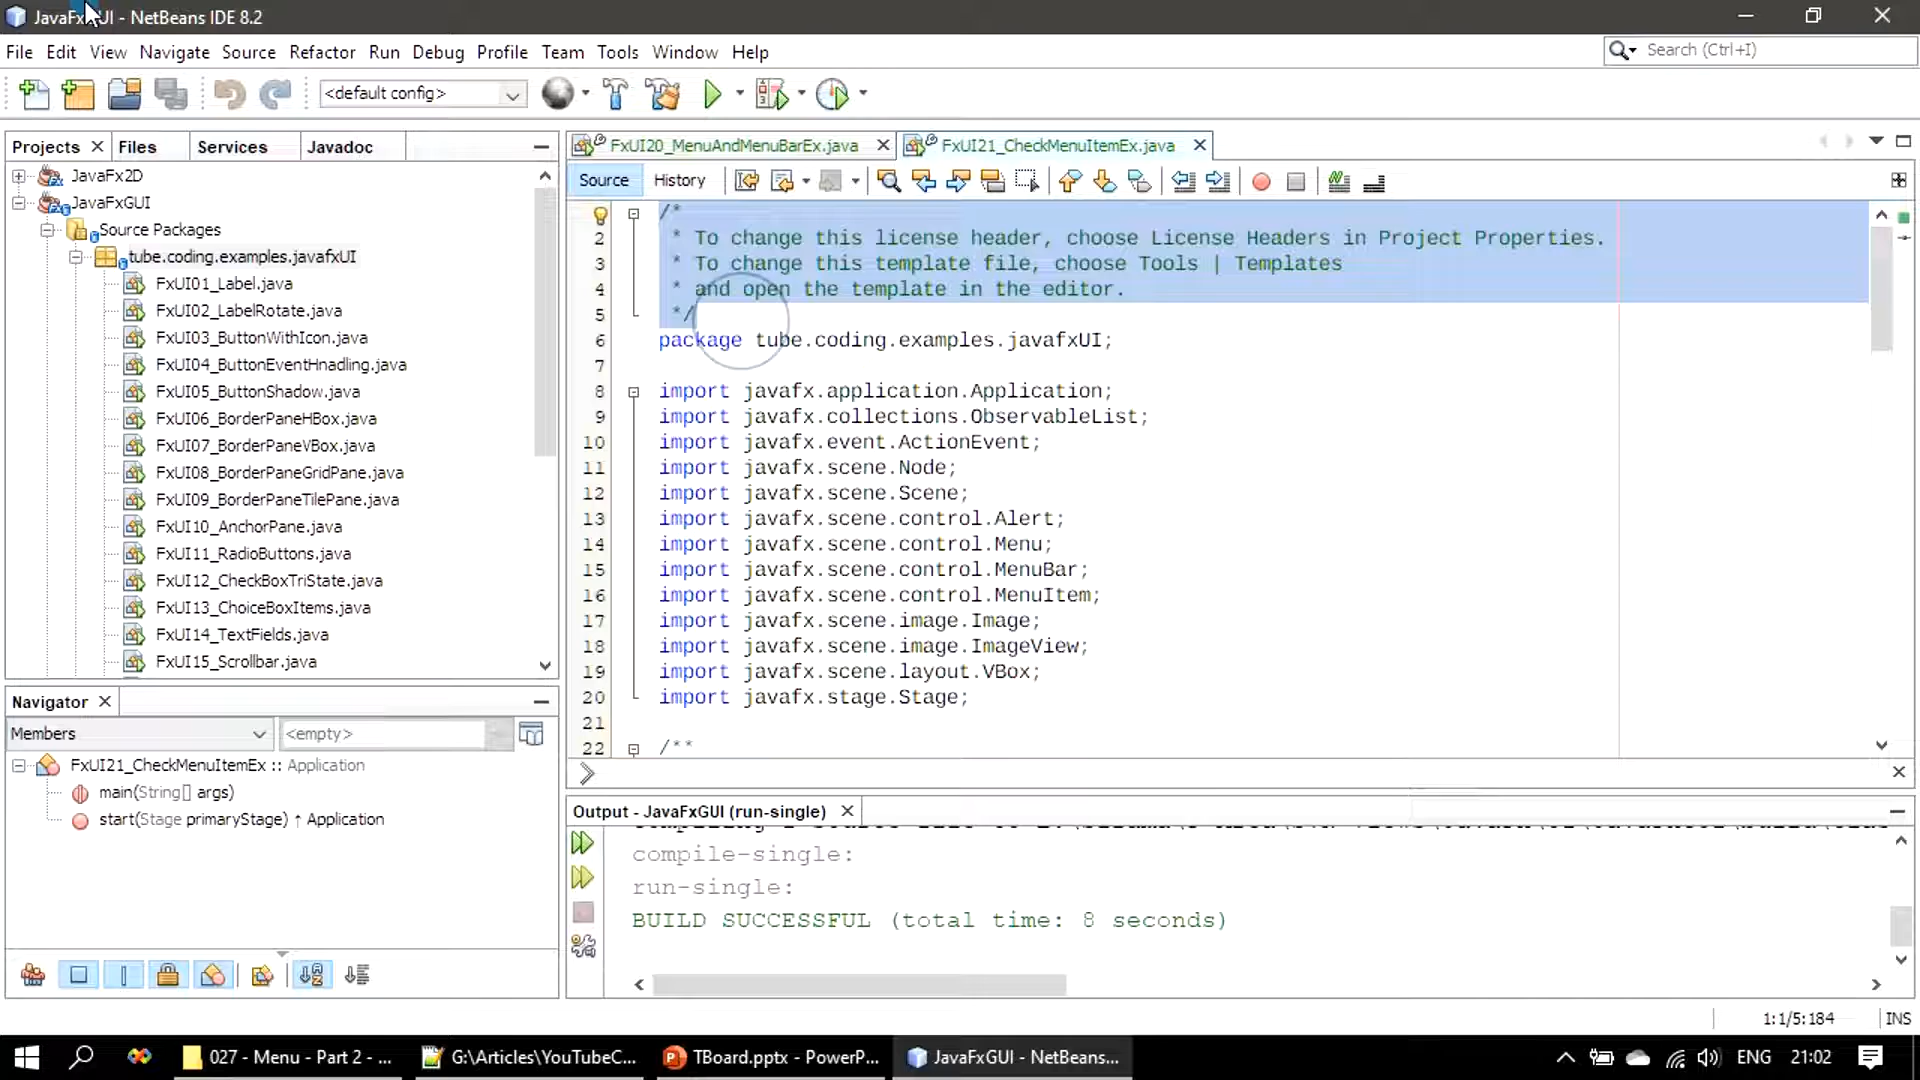 JavaFxGUI - NetBeans IDE 8.2
File Edit View Navigate Source Refactor Run Debug Profile Team Tools Window Help
Search (Ctrl+I)
<default config>
Projects Files Services Javadoc
JavaFx2D
JavaFxGUI
Source Packages
tube.coding.examples.javafxUI
FxUI01_Label.java
FxUI02_LabelRotate.java
FxUI03_ButtonWithIcon.java
FxUI04_ButtonEventHnadling.java
FxUI05_ButtonShadow.java
FxUI06_BorderPaneHBox.java
FxUI07_BorderPaneVBox.java
FxUI08_BorderPaneGridPane.java
FxUI09_BorderPaneTilePane.java
FxUI10_AnchorPane.java
FxUI11_RadioButtons.java
FxUI12_CheckBoxTriState.java
FxUI13_ChoiceBoxItems.java
FxUI14_TextFields.java
FxUI15_Scrollbar.java
Navigator
Members <empty>
FxUI21_CheckMenuItemEx :: Application
main(String[] args)
start(Stage primaryStage) ↑ Application
FxUI20_MenuAndMenuBarEx.java FxUI21_CheckMenuItemEx.java
Source History
/*
2 * To change this license header, choose License Headers in Project Properties.
3 * To change this template file, choose Tools | Templates
4 * and open the template in the editor.
5 */
6 package tube.coding.examples.javafxUI;
7
8 import javafx.application.Application;
9 import javafx.collections.ObservableList;
10 import javafx.event.ActionEvent;
11 import javafx.scene.Node;
12 import javafx.scene.Scene;
13 import javafx.scene.control.Alert;
14 import javafx.scene.control.Menu;
15 import javafx.scene.control.MenuBar;
16 import javafx.scene.control.MenuItem;
17 import javafx.scene.image.Image;
18 import javafx.scene.image.ImageView;
19 import javafx.scene.layout.VBox;
20 import javafx.stage.Stage;
21
22 /**
Output - JavaFxGUI (run-single)
compile-single:
run-single:
BUILD SUCCESSFUL (total time: 8 seconds)
1:1/5:184 INS
027 - Menu - Part 2 - ... G:\Articles\YouTubeC... TBoard.pptx - PowerP... JavaFxGUI - NetBeans... ENG 21:02